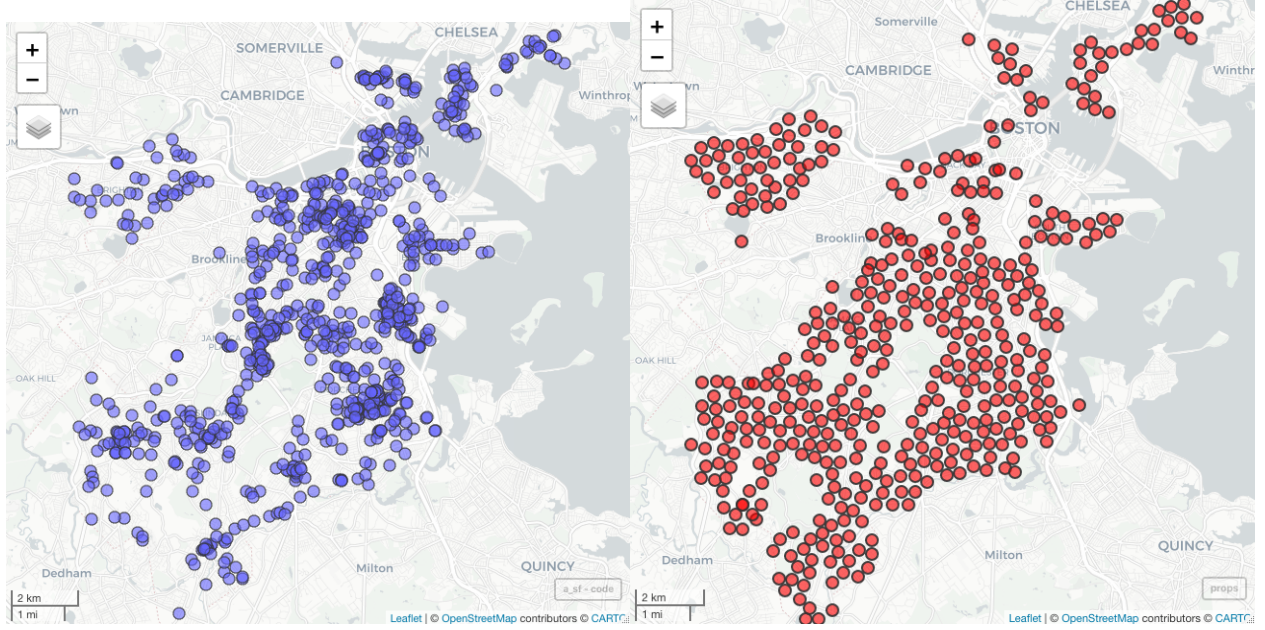 +
−
SOMERVILLE
CHELSEA
CAMBRIDGE
Winthrop
Brookline
OAK HILL
Dedham
Milton
QUINCY
a_sf - code
2 km
1 mi
Leaflet | © OpenStreetMap contributors © CARTO
+
−
CHELSEA
Somerville
CAMBRIDGE
Winthr
BOSTON
Brooklin
OAK HILL
Dedham
Milton
QUINCY
props
2 km
1 mi
Leaflet | © OpenStreetMap contributors © CARTO